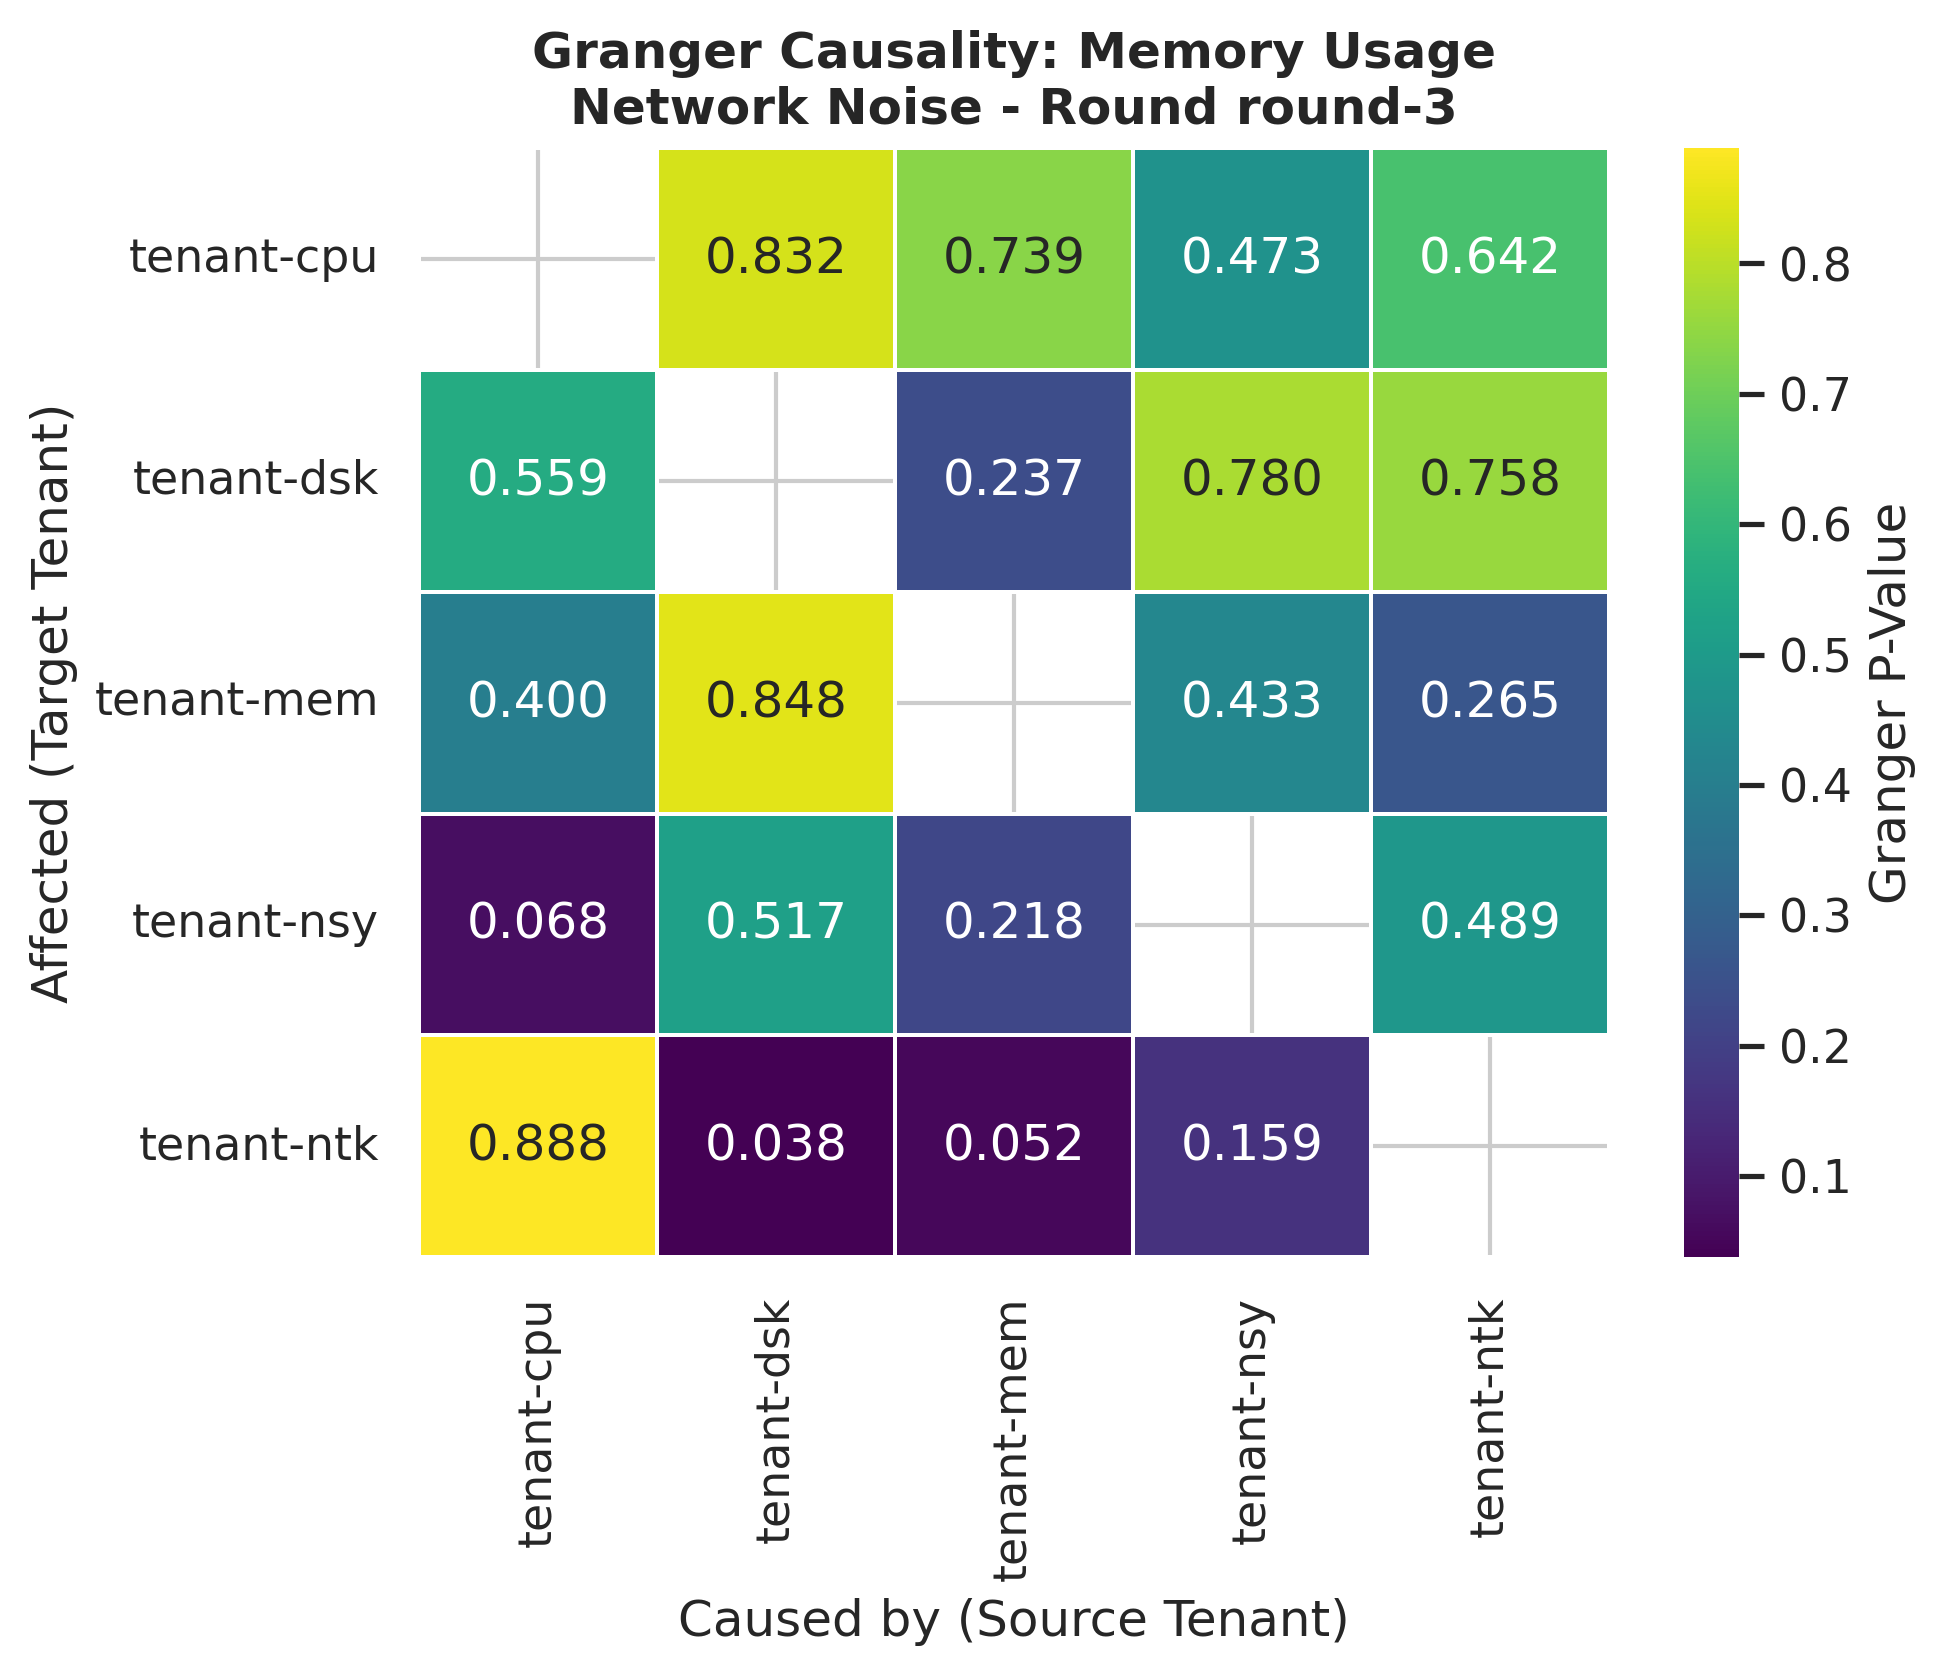 Granger Causality: Memory Usage
Network Noise - Round round-3
tenant-cpu
0.832
0.739
0.473
0.642
tenant-dsk
0.559
0.237
0.780
0.758
tenant-mem
0.400
0.848
0.433
0.265
tenant-nsy
0.068
0.517
0.218
0.489
tenant-ntk
0.888
0.038
0.052
0.159
Affected (Target Tenant)
tenant-cpu
tenant-dsk
tenant-mem
tenant-nsy
tenant-ntk
Caused by (Source Tenant)
0.8
0.7
0.6
0.5
0.4
0.3
0.2
0.1
Granger P-Value